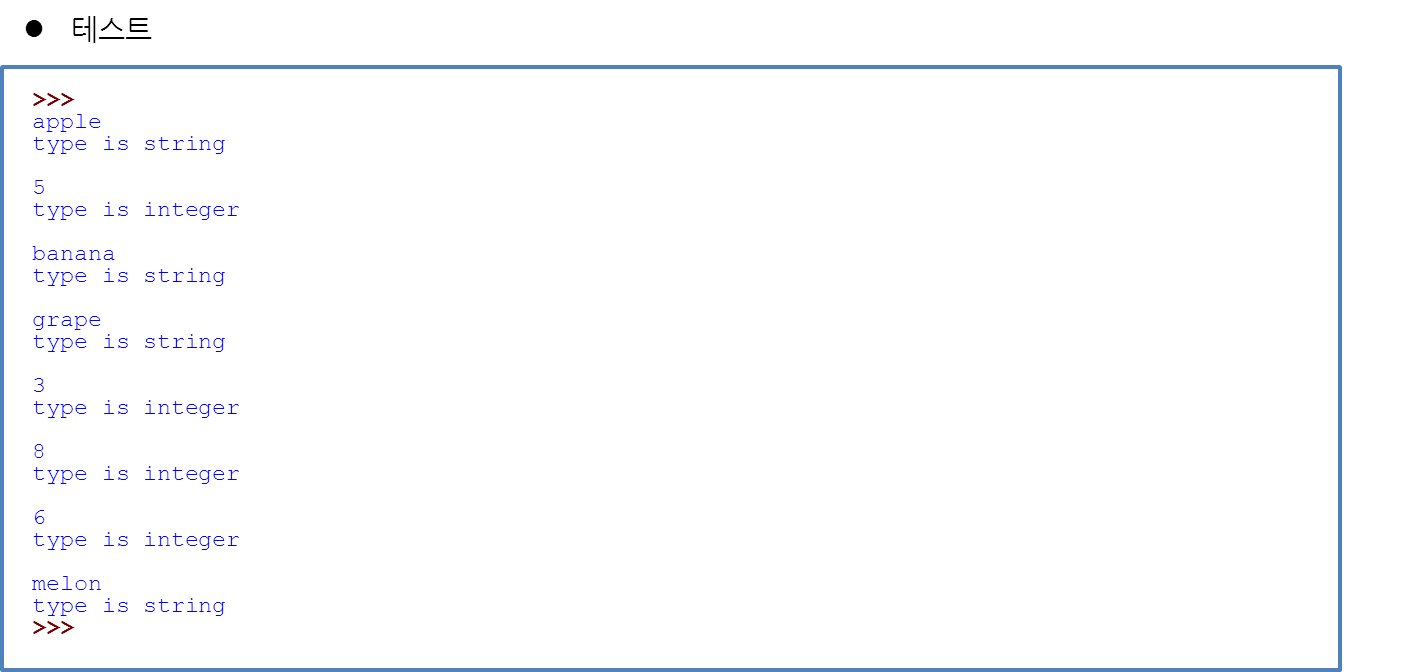 ● 테스트
>>>
apple
type is string
5
type is integer
banana
type is string
grape
type is string
3
type is integer
8
type is integer
6
type is integer
melon
type is string
>>>